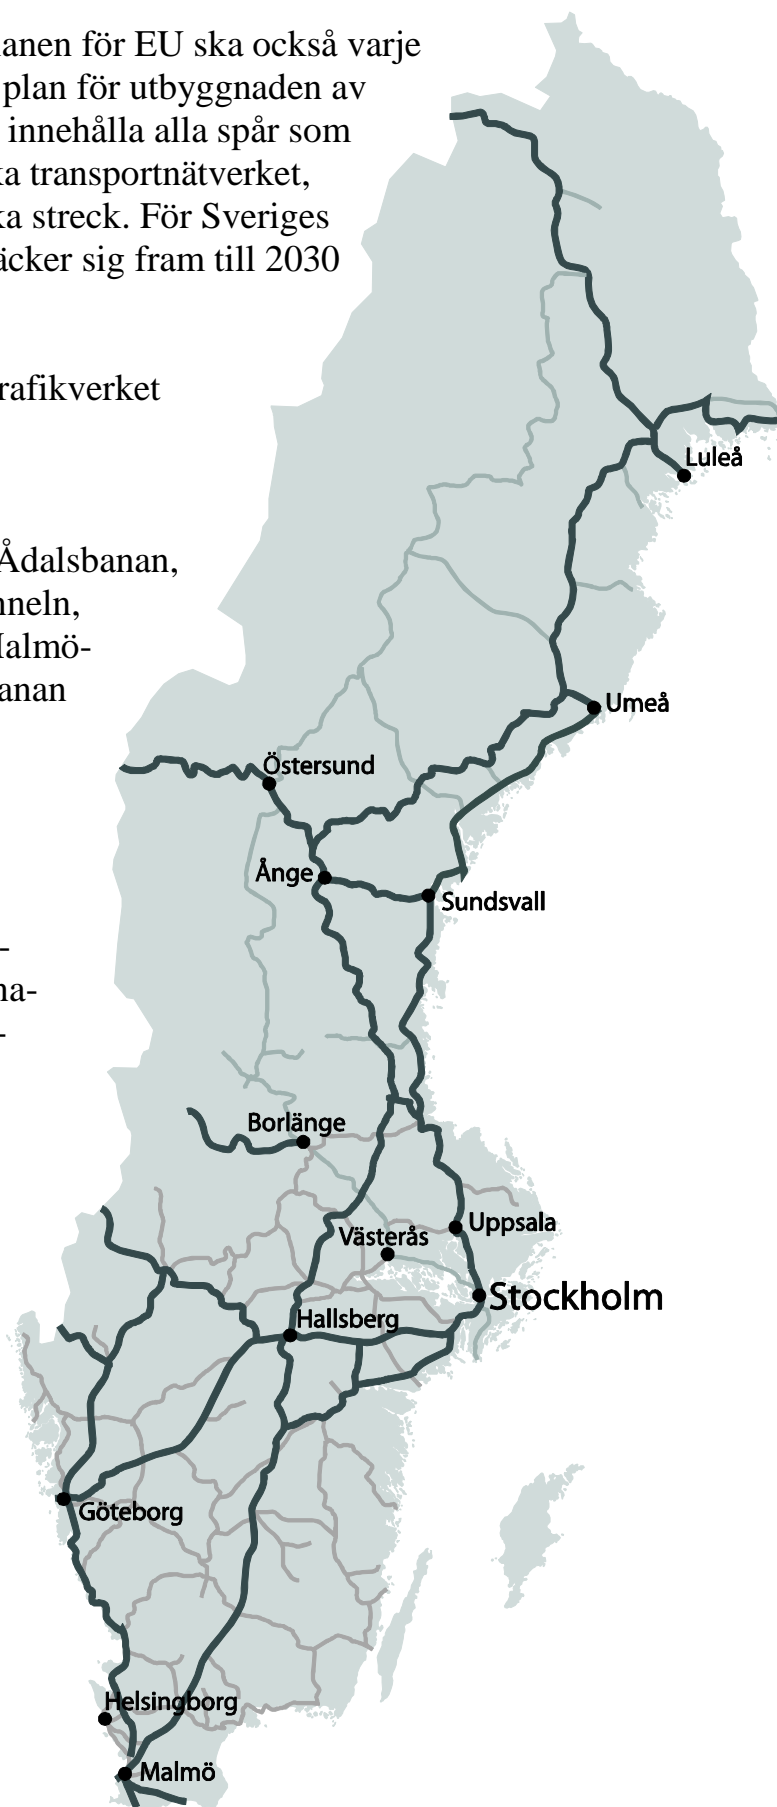 anen för EU ska också varje
plan för utbyggnaden av
innehålla alla spår som
ka transportnätverket,
ka streck. För Sveriges
äcker sig fram till 2030
rafikverket
Ådalsbanan,
nneln,
Malmö-
anan
-
na-
-
Luleå
Umeå
Östersund
Ånge
Sundsvall
Borlänge
Uppsala
Västerås
Stockholm
Hallsberg
Göteborg
Helsingborg
Malmö